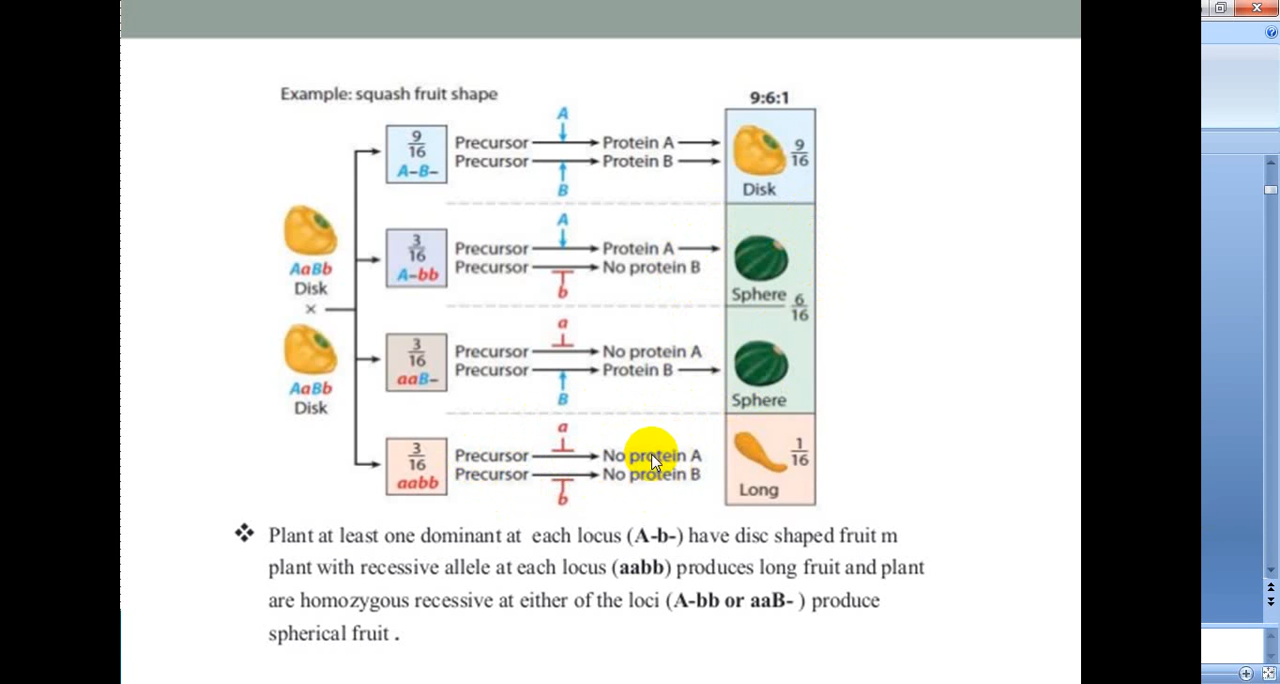 Example: squash fruit shape
9:6:1
A
9/16
A–B–
Precursor
Protein A
Precursor
Protein B
B
9/16
Disk
A
3/16
A–bb
Precursor
Protein A
Precursor
No protein B
b
Sphere
6/16
AaBb
Disk
×
AaBb
Disk
a
3/16
aaB–
Precursor
No protein A
Precursor
Protein B
B
Sphere
a
3/16
aabb
Precursor
No protein A
Precursor
No protein B
b
1/16
Long
❖ Plant at least one dominant at each locus (A-b-) have disc shaped fruit m
plant with recessive allele at each locus (aabb) produces long fruit and plant
are homozygous recessive at either of the loci (A-bb or aaB- ) produce
spherical fruit .